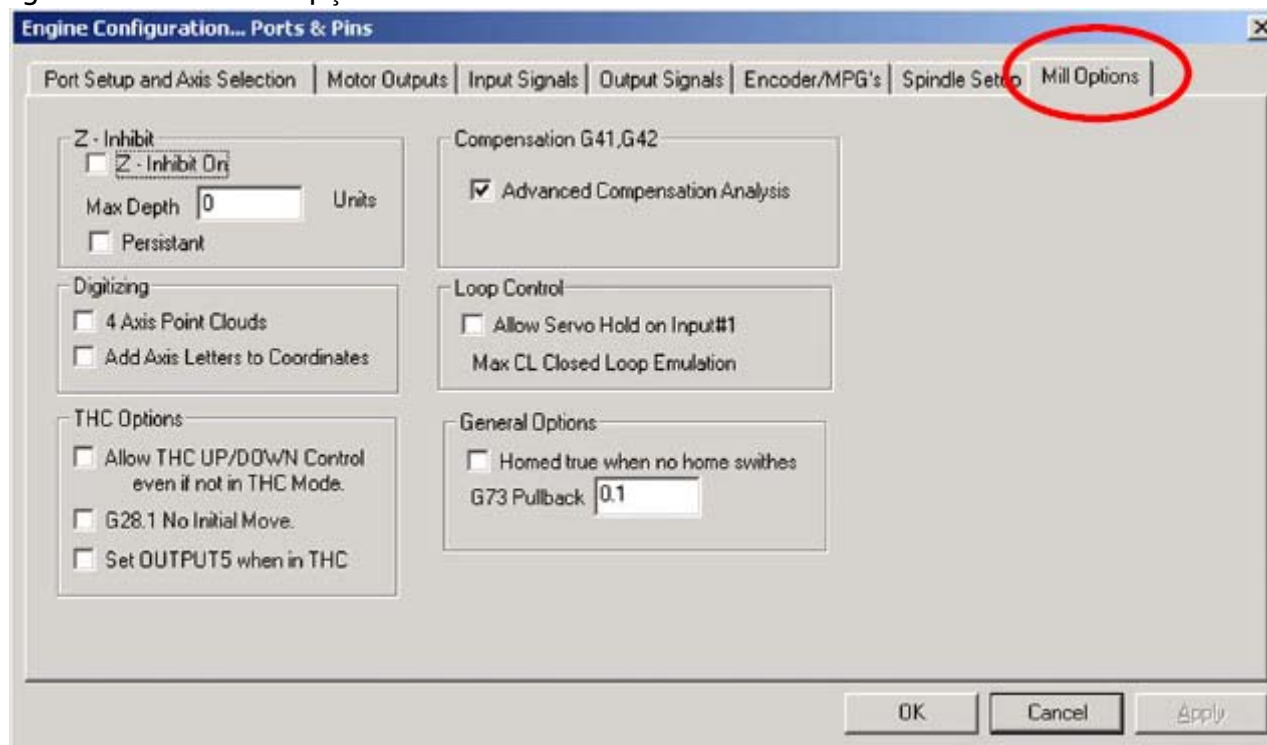 Engine Configuration... Ports & Pins
Port Setup and Axis Selection
Motor Outputs
Input Signals
Output Signals
Encoder/MPG's
Spindle Setup
Mill Options
Z - Inhibit
Z - Inhibit On
Max Depth 0 Units
Persistant
Digitizing
4 Axis Point Clouds
Add Axis Letters to Coordinates
THC Options
Allow THC UP/DOWN Control
even if not in THC Mode.
G28.1 No Initial Move.
Set OUTPUT5 when in THC
Compensation G41,G42
Advanced Compensation Analysis
Loop Control
Allow Servo Hold on Input#1
Max CL Closed Loop Emulation
General Options
Homed true when no home swithes
G73 Pullback 0.1
OK
Cancel
Apply